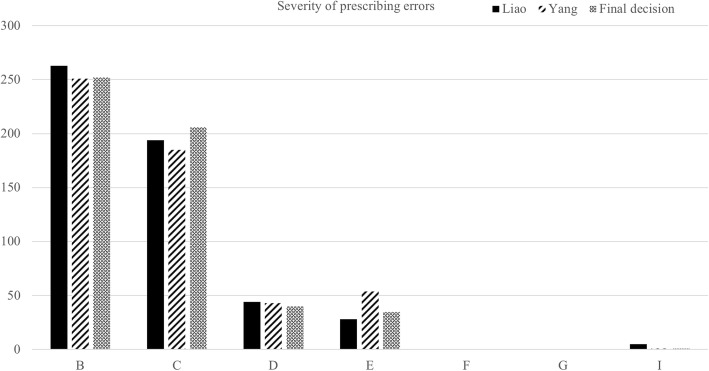 Severity of prescribing errors
Liao Yang Final decision
300
250
200
150
100
50
0
B C D E F G I